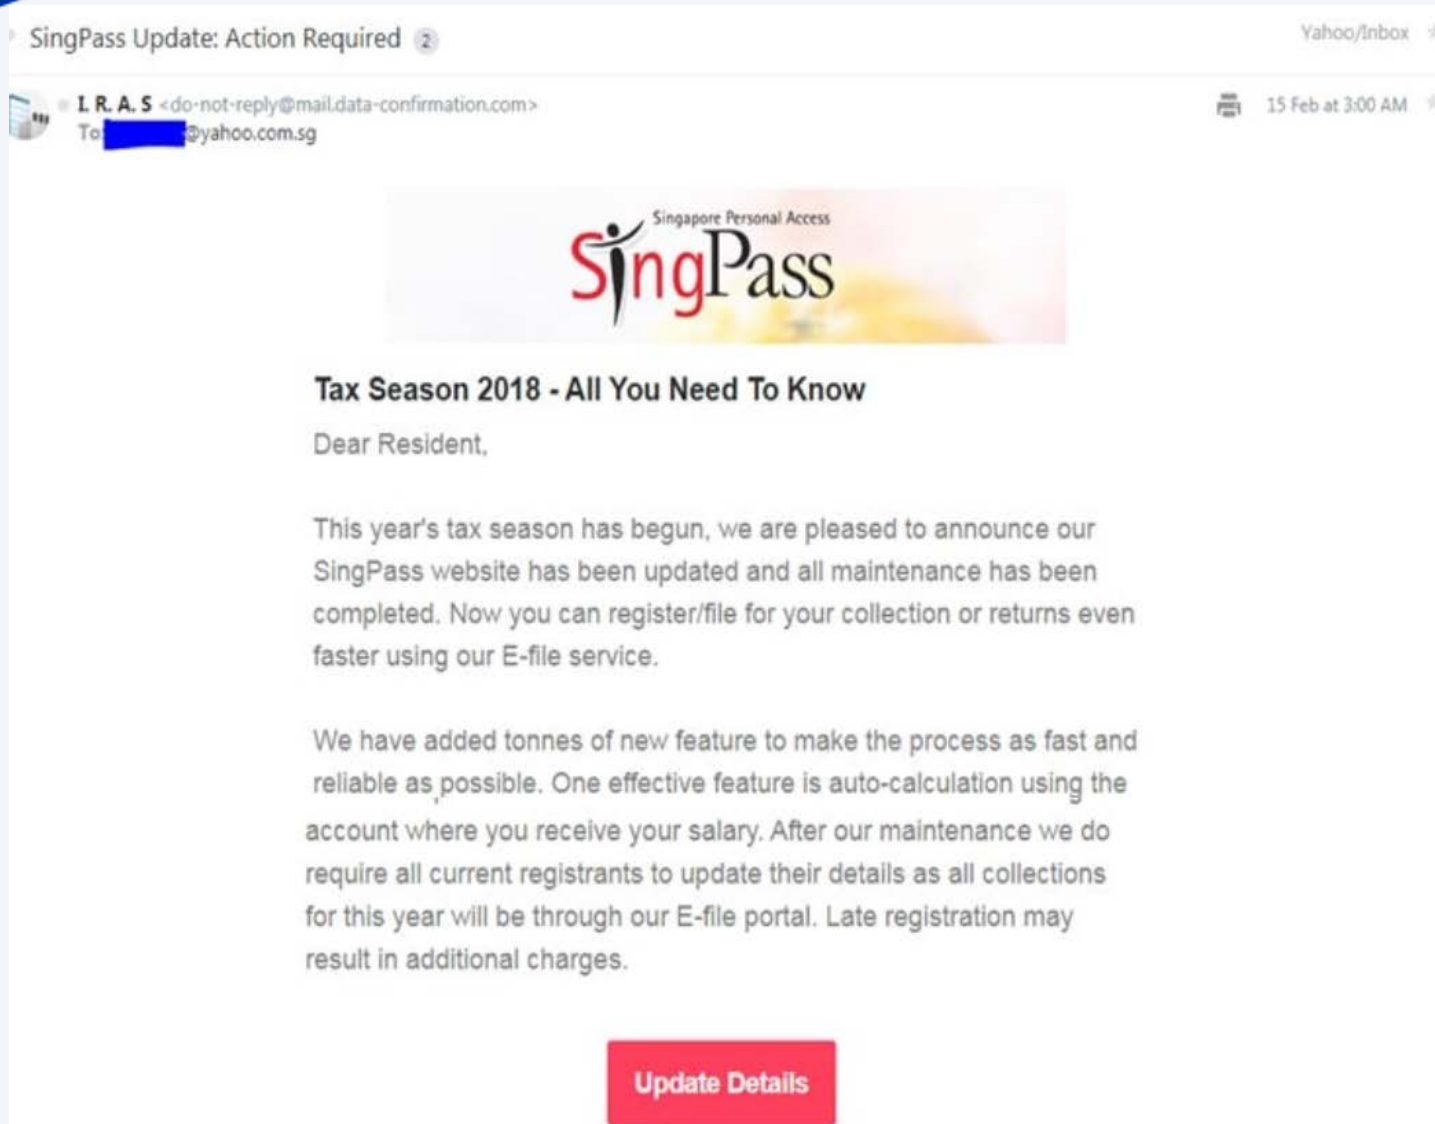 SingPass Update: Action Required 2
Yahoo/Inbox
I. R. A. S <do-not-reply@mail.data-confirmation.com>
15 Feb at 3:00 AM
To: @yahoo.com.sg
Singapore Personal Access
SingPass
Tax Season 2018 - All You Need To Know
Dear Resident,
This year's tax season has begun, we are pleased to announce our
SingPass website has been updated and all maintenance has been
completed. Now you can register/file for your collection or returns even
faster using our E-file service.
We have added tonnes of new feature to make the process as fast and
reliable as possible. One effective feature is auto-calculation using the
account where you receive your salary. After our maintenance we do
require all current registrants to update their details as all collections
for this year will be through our E-file portal. Late registration may
result in additional charges.
Update Details